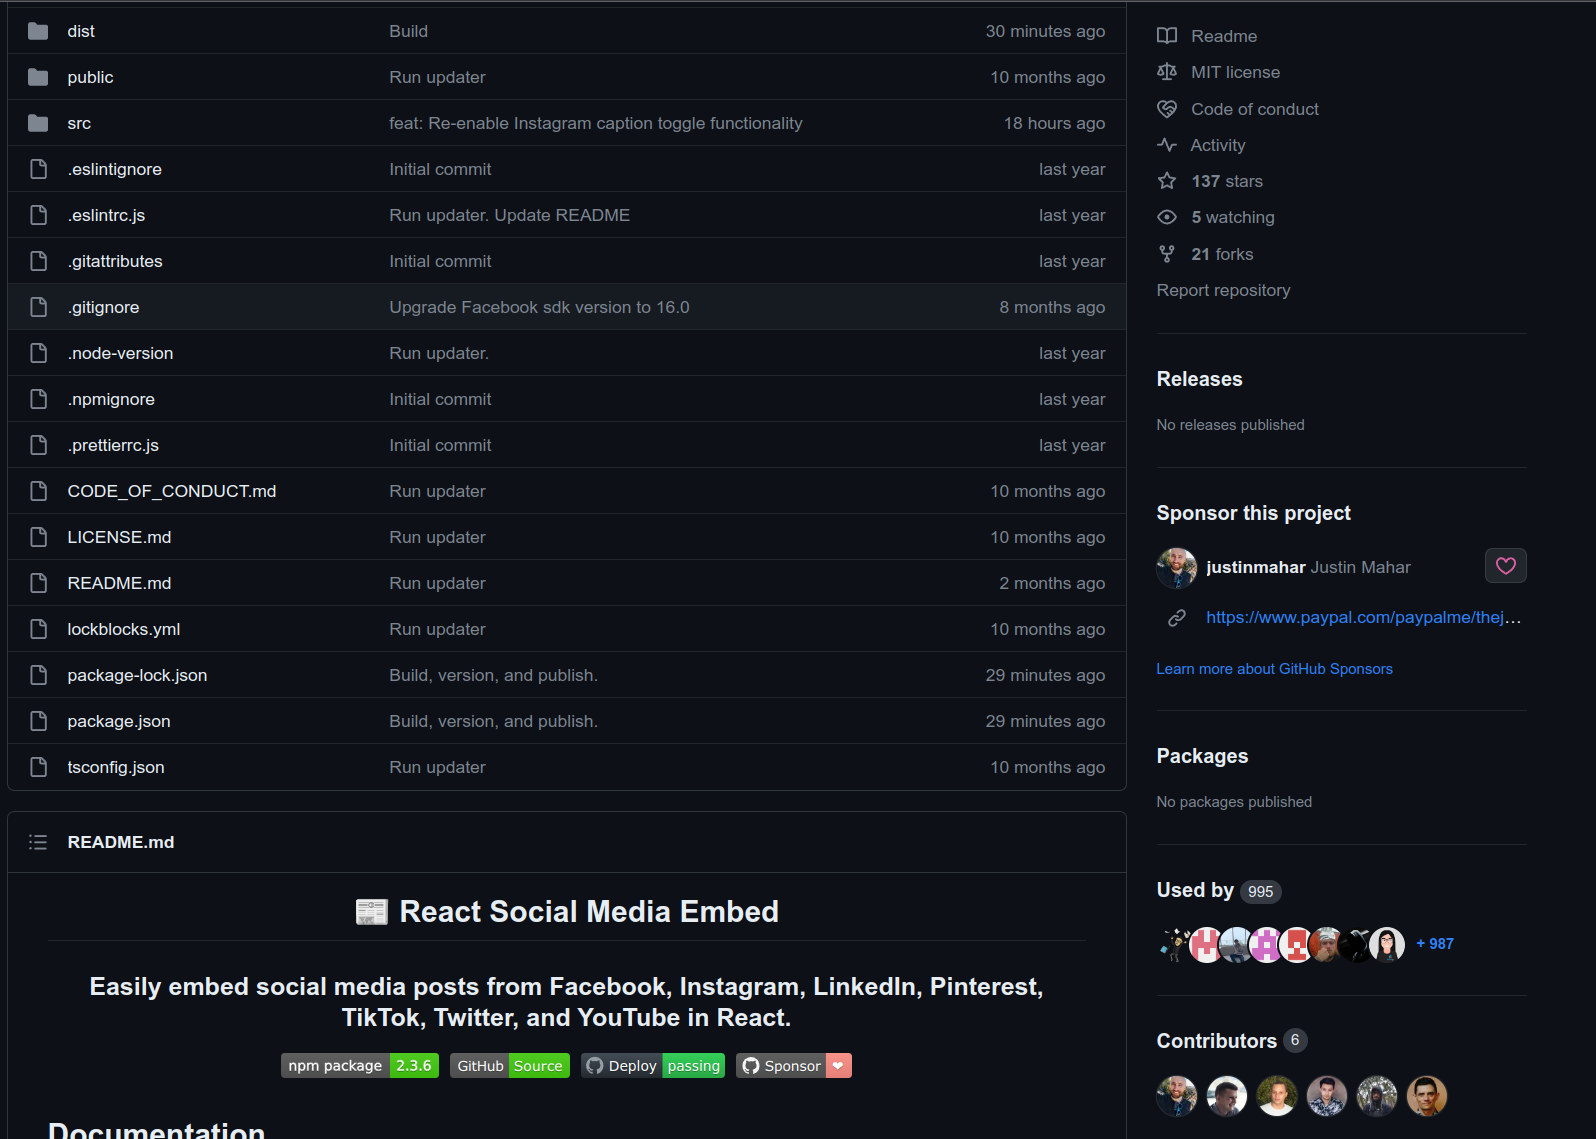 dist Build 30 minutes ago
public Run updater 10 months ago
src feat: Re-enable Instagram caption toggle functionality 18 hours ago
.eslintignore Initial commit last year
.eslintrc.js Run updater. Update README last year
.gitattributes Initial commit last year
.gitignore Upgrade Facebook sdk version to 16.0 8 months ago
.node-version Run updater. last year
.npmignore Initial commit last year
.prettierrc.js Initial commit last year
CODE_OF_CONDUCT.md Run updater 10 months ago
LICENSE.md Run updater 10 months ago
README.md Run updater 2 months ago
lockblocks.yml Run updater 10 months ago
package-lock.json Build, version, and publish. 29 minutes ago
package.json Build, version, and publish. 29 minutes ago
tsconfig.json Run updater 10 months ago
README.md
React Social Media Embed
Easily embed social media posts from Facebook, Instagram, LinkedIn, Pinterest,
TikTok, Twitter, and YouTube in React.
npm package 2.3.6 GitHub Source Deploy passing Sponsor
Documentation
Readme
MIT license
Code of conduct
Activity
137 stars
5 watching
21 forks
Report repository
Releases
No releases published
Sponsor this project
justinmahar Justin Mahar
https://www.paypal.com/paypalme/thej...
Learn more about GitHub Sponsors
Packages
No packages published
Used by 995
+ 987
Contributors 6